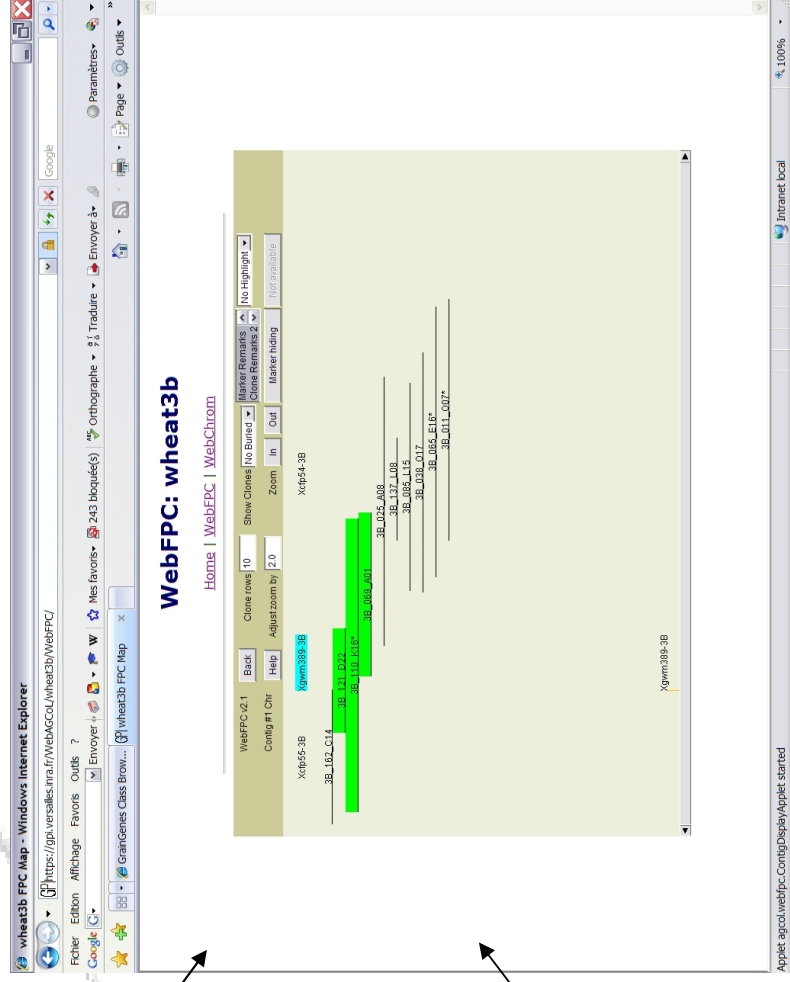 wheat3b FPC Map - Windows Internet Explorer
https://gpi.versailles.inra.fr/WebAGCoL/wheat3b/WebFPC/
Google
Fichier Edition Affichage Favoris Outils ?
Google G Envoyer Mes favoris 243 bloquée(s) Orthographe Traduire Envoyer à Paramètres
GrainGenes Class Brow... GPI wheat3b FPC Map Page Outils
WebFPC: wheat3b
Home | WebFPC | WebChrom
WebFPC v2.1 Back Clone rows 10 Show Clones No Buried Marker Remarks No Highlight
Clone Remarks 2
Contig #1 Chr Help Adjust zoom by 2.0 Zoom In Out Marker hiding Not available
Xcfp55-3B Xgwm389-3B Xcfp54-3B
3B_162_C14
3B_121_D22
3B_110_K16*
3B_069_A01
3B_025_A08
3B_137_L08
3B_085_L15
3B_038_O17
3B_065_E16*
3B_011_O07*
Xgwm389-3B
Applet agcol.webfpc.ContigDisplayApplet started Intranet local 100%